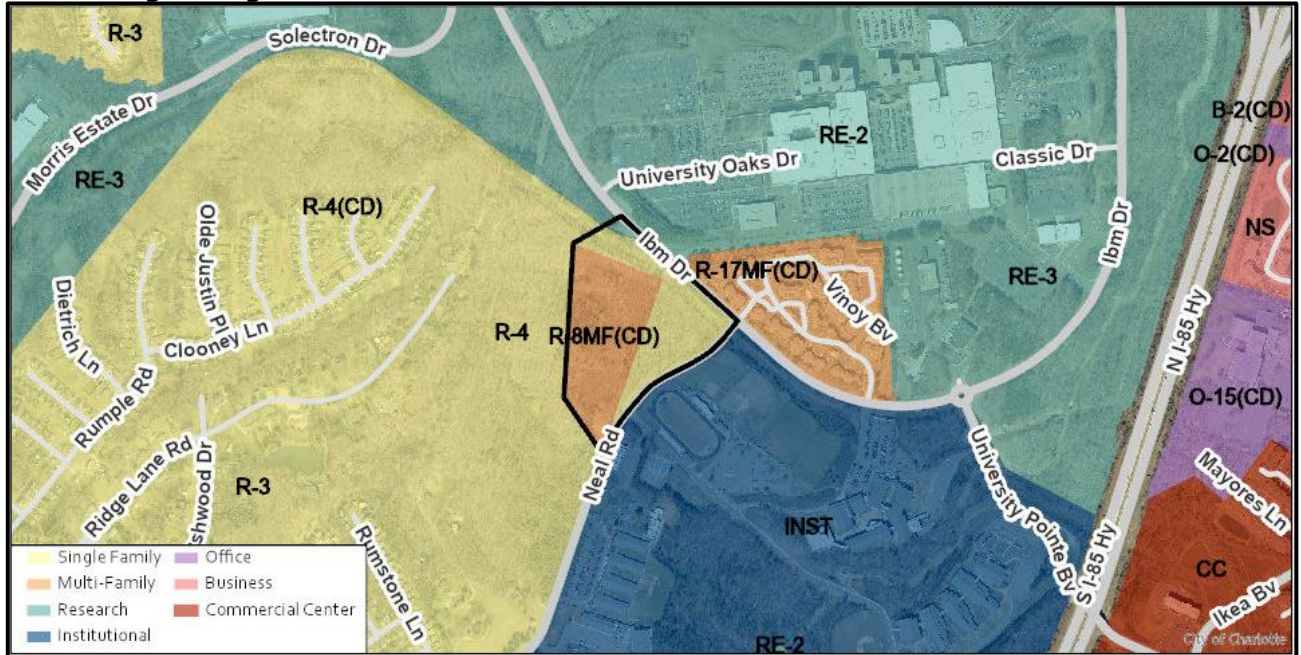 R-3
Solectron Dr
Morris Estate Dr
RE-3
University Oaks Dr
RE-2
Classic Dr
B-2(CD)
O-2(CD)
R-4(CD)
Olde Justin Pl
Ibm Dr
Ibm Dr
NS
R-17MF(CD)
Vinoy Bv
RE-3
Dietrich Ln
Clooney Ln
R-4
R-8MF(CD)
N I-85 Hy
O-15(CD)
Rumple Rd
Ridge Lane Rd
shwood Dr
R-3
Neal Rd
University Pointe Bv
Mayores Ln
INST
Rumstone Ln
S I-85 Hy
CC
Ikea Bv
RE-2
Single Family
Multi-Family
Research
Institutional
Office
Business
Commercial Center
City of Charlotte